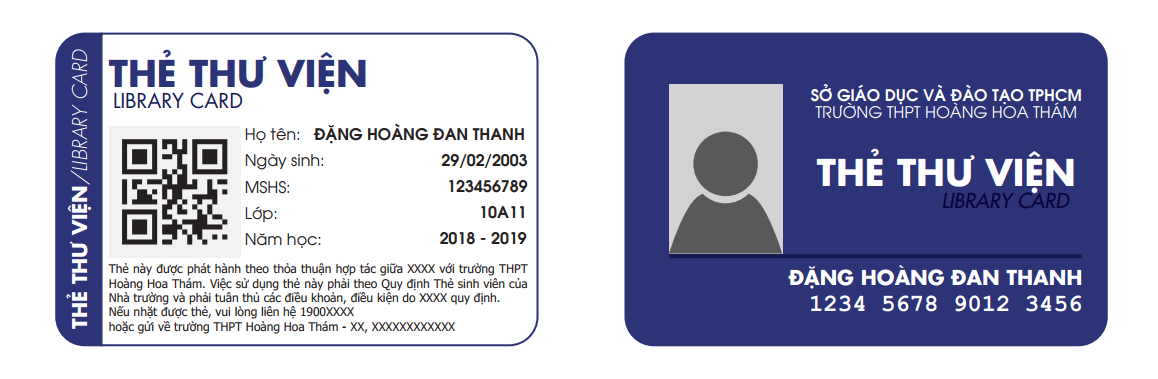 THẺ THƯ VIỆN/LIBRARY CARD
THẺ THƯ VIỆN
LIBRARY CARD
Họ tên: ĐẶNG HOÀNG ĐAN THANH
Ngày sinh: 29/02/2003
MSHS: 123456789
Lớp: 10A11
Năm học: 2018 - 2019
Thẻ này được phát hành theo thỏa thuận hợp tác giữa XXXX với trường THPT
Hoàng Hoa Thám. Việc sử dụng thẻ này phải theo Quy định Thẻ sinh viên của
Nhà trường và phải tuân thủ các điều khoản, điều kiện do XXXX quy định.
Nếu nhặt được thẻ, vui lòng liên hệ 1900XXXX
hoặc gửi về trường THPT Hoàng Hoa Thám - XX, XXXXXXXXXXXX
SỞ GIÁO DỤC VÀ ĐÀO TẠO TPHCM
TRƯỜNG THPT HOÀNG HOA THÁM
THẺ THƯ VIỆN
LIBRARY CARD
ĐẶNG HOÀNG ĐAN THANH
1234 5678 9012 3456